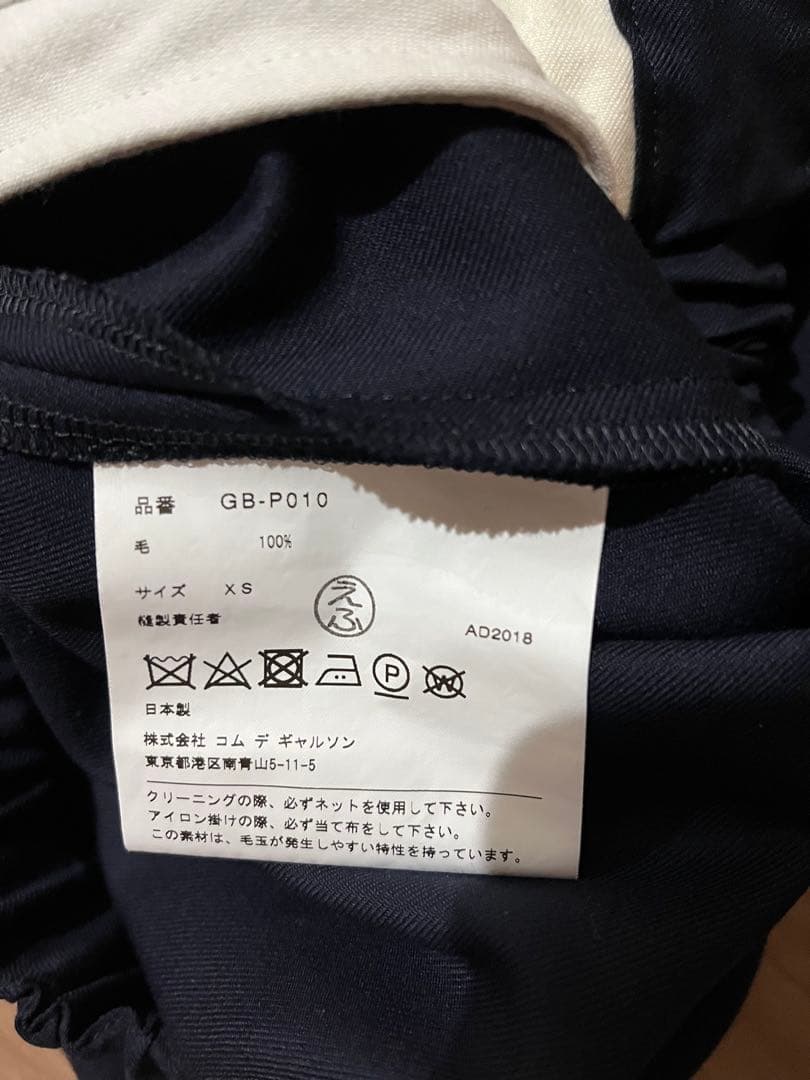 品番 GB-P010
毛 100%
サイズ XS
縫製責任者 えふ
AD2018
P W
日本製
株式会社 コム デ ギャルソン
東京都港区南青山5-11-5
クリーニングの際、必ずネットを使用して下さい。
アイロン掛けの際、必ず当て布をして下さい。
この素材は、毛玉が発生しやすい特性を持っています。